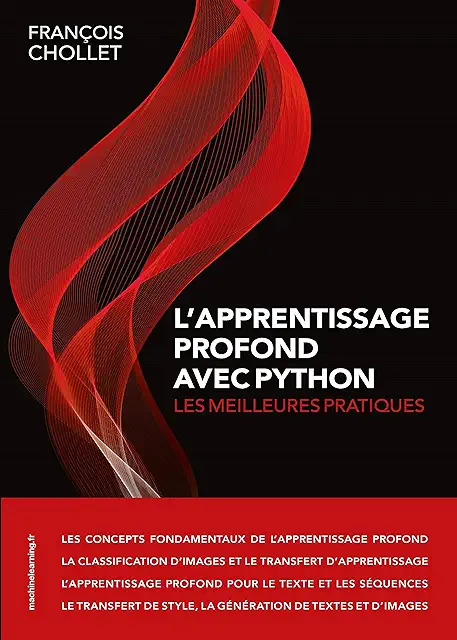 FRANÇOIS
CHOLLET
L'APPRENTISSAGE
PROFOND
AVEC PYTHON
LES MEILLEURES PRATIQUES
machinelearning.fr
LES CONCEPTS FONDAMENTAUX DE L'APPRENTISSAGE PROFOND
LA CLASSIFICATION D'IMAGES ET LE TRANSFERT D'APPRENTISSAGE
L'APPRENTISSAGE PROFOND POUR LE TEXTE ET LES SÉQUENCES
LE TRANSFERT DE STYLE, LA GÉNÉRATION DE TEXTES ET D'IMAGES